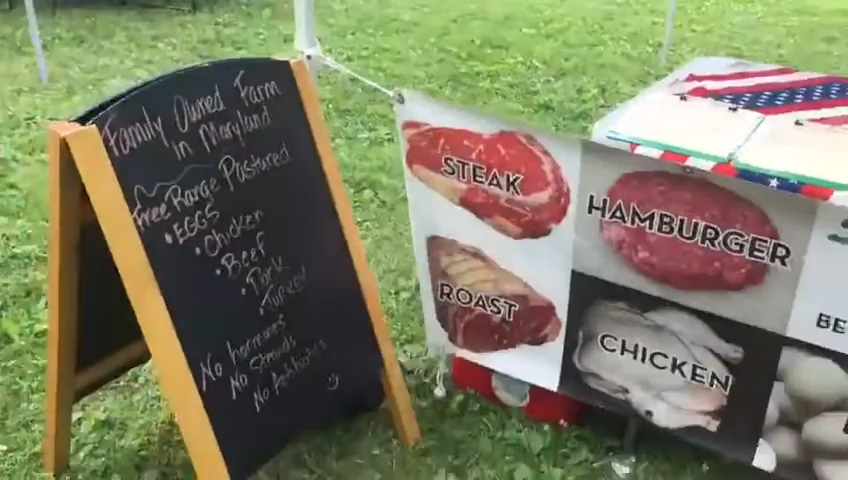 Family Owned Farm
in Maryland
Free Range Pastured
• EGGS
• Chicken
• Beef
• Pork
• Turkey
No hormones
No Steroids
No Antibiotics
STEAK
HAMBURGER
ROAST
CHICKEN